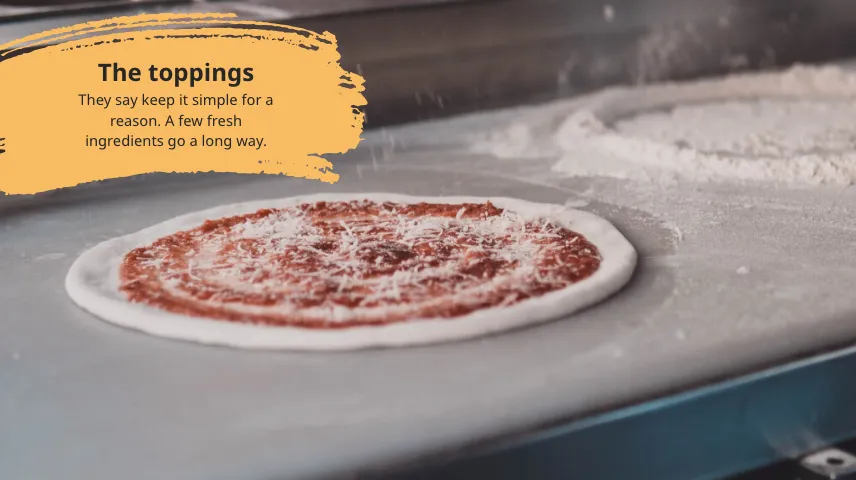 The toppings
They say keep it simple for a
reason. A few fresh
ingredients go a long way.